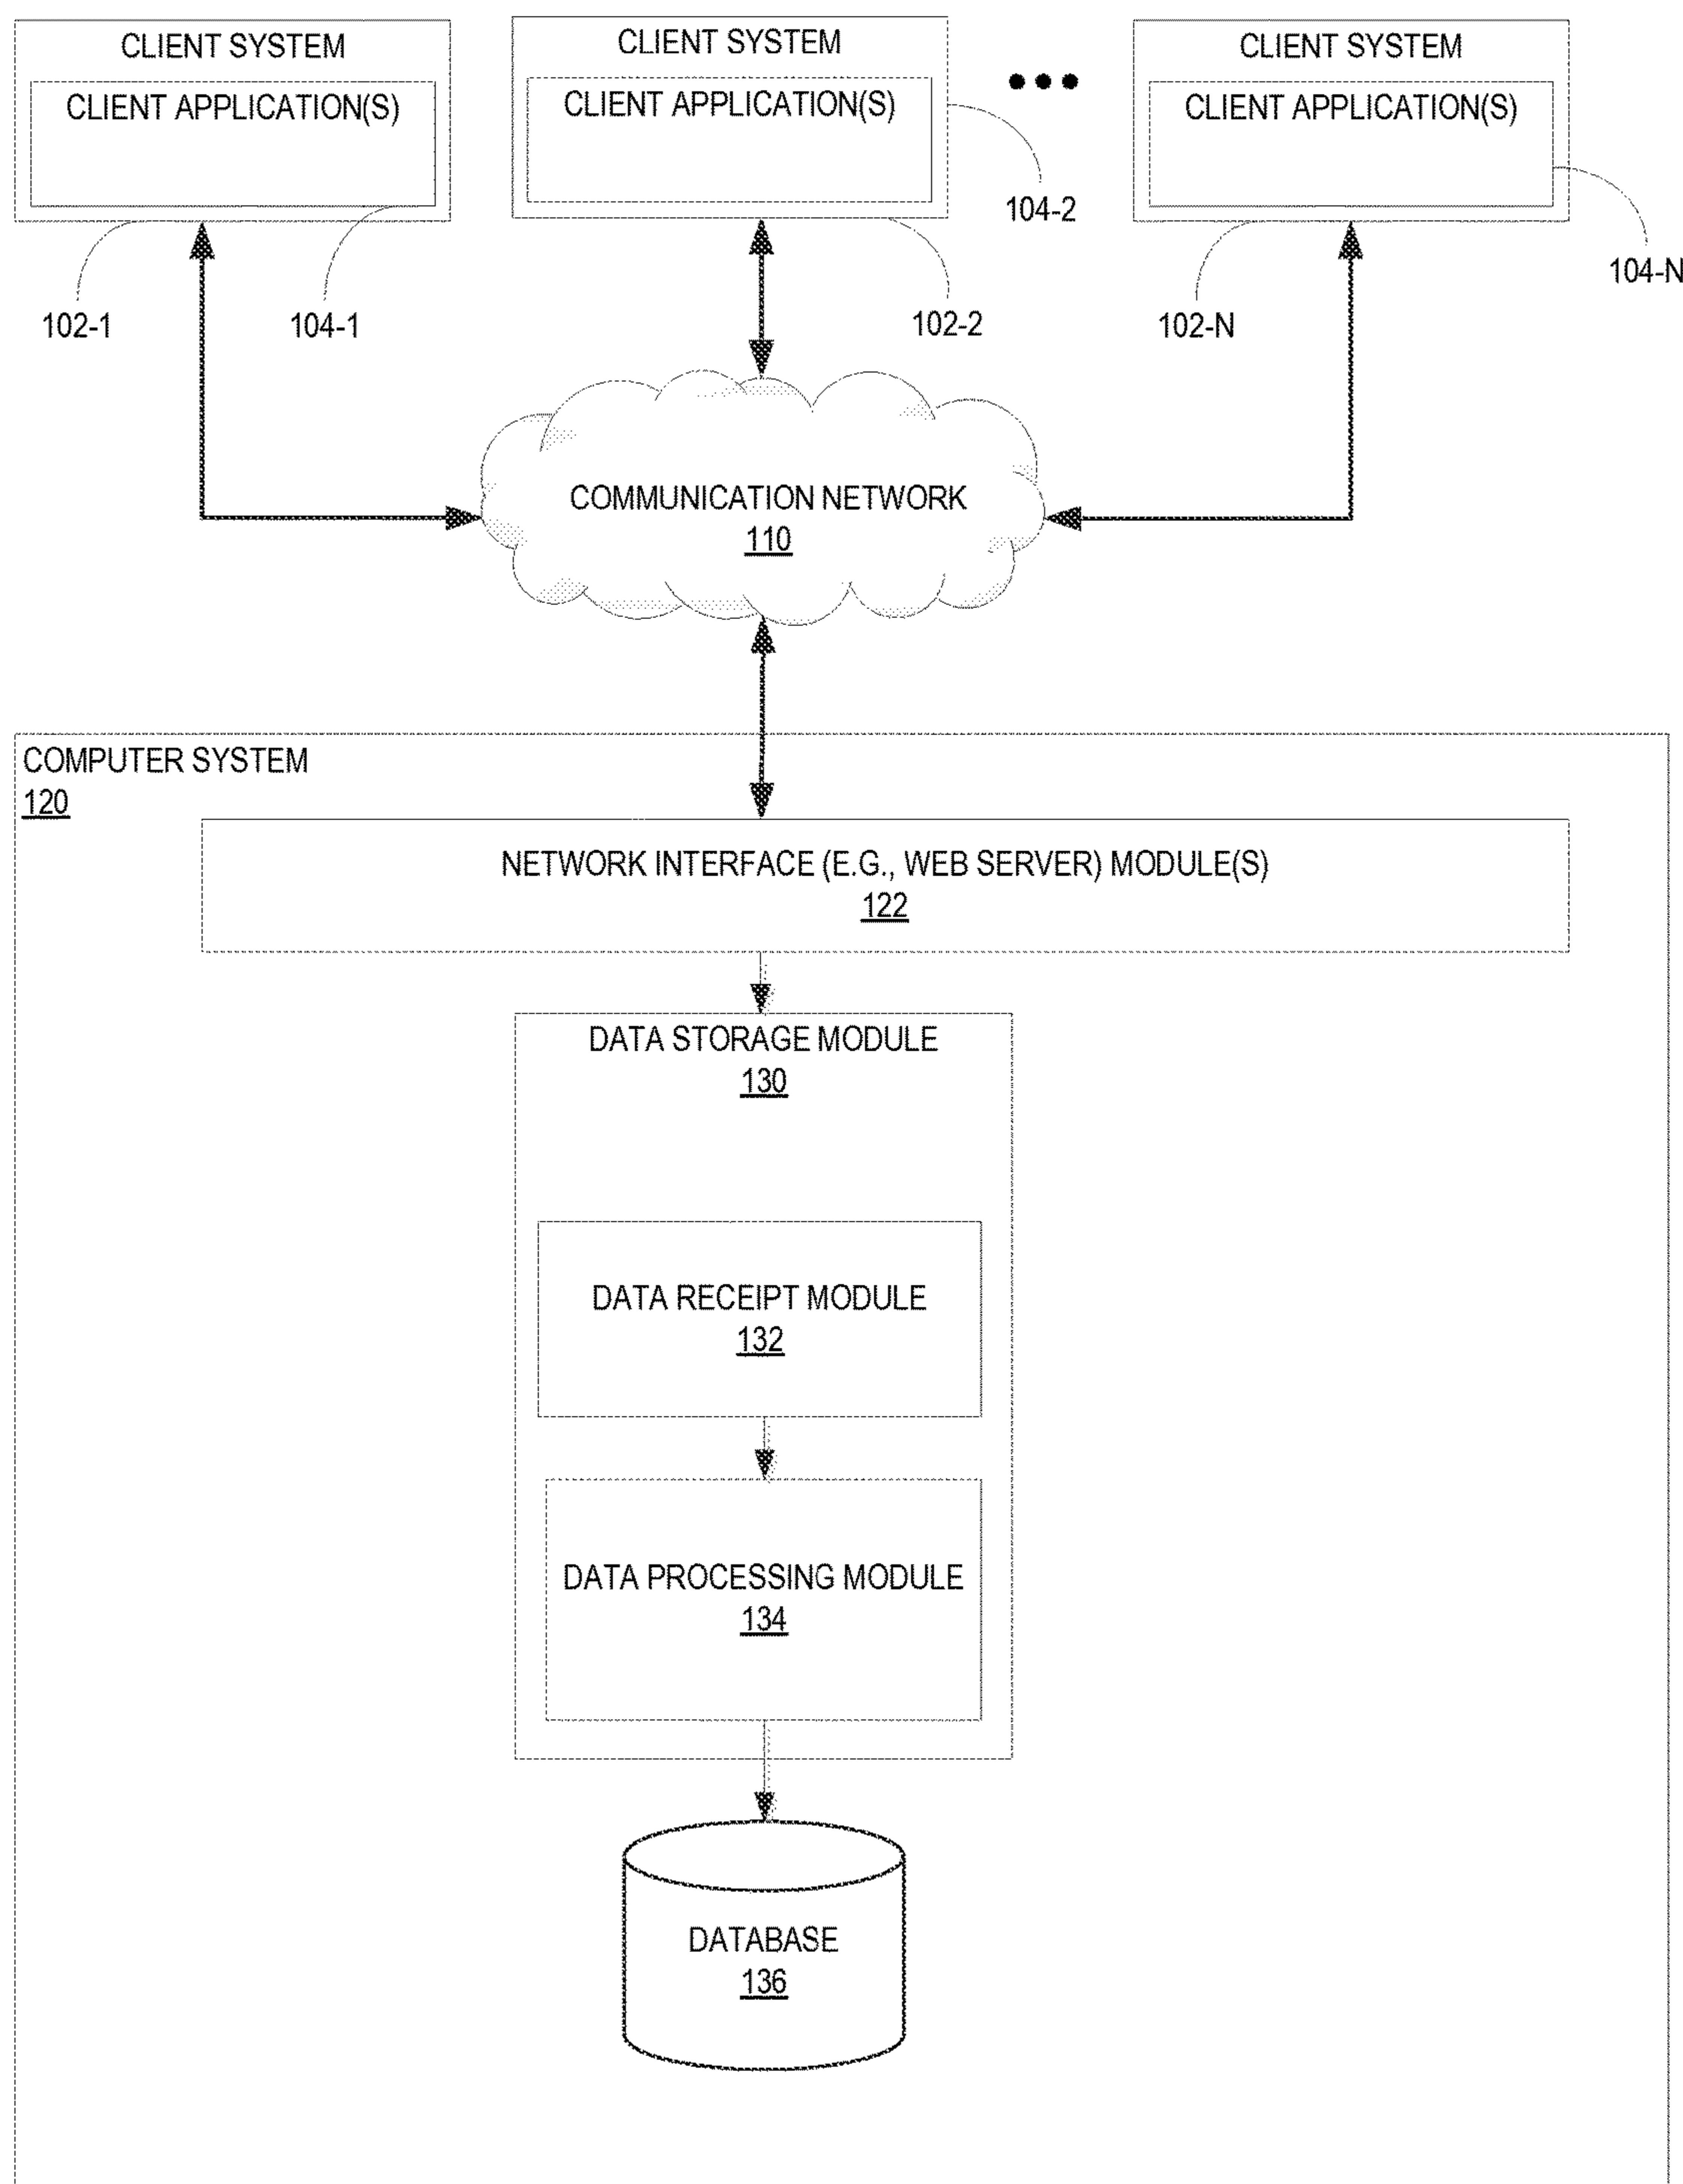 CLIENT SYSTEM
CLIENT APPLICATION(S)
102-1
104-1
CLIENT SYSTEM
CLIENT APPLICATION(S)
104-2
102-2
CLIENT SYSTEM
CLIENT APPLICATION(S)
104-N
102-N
COMMUNICATION NETWORK
110
COMPUTER SYSTEM
120
NETWORK INTERFACE (E.G., WEB SERVER) MODULE(S)
122
DATA STORAGE MODULE
130
DATA RECEIPT MODULE
132
DATA PROCESSING MODULE
134
DATABASE
136